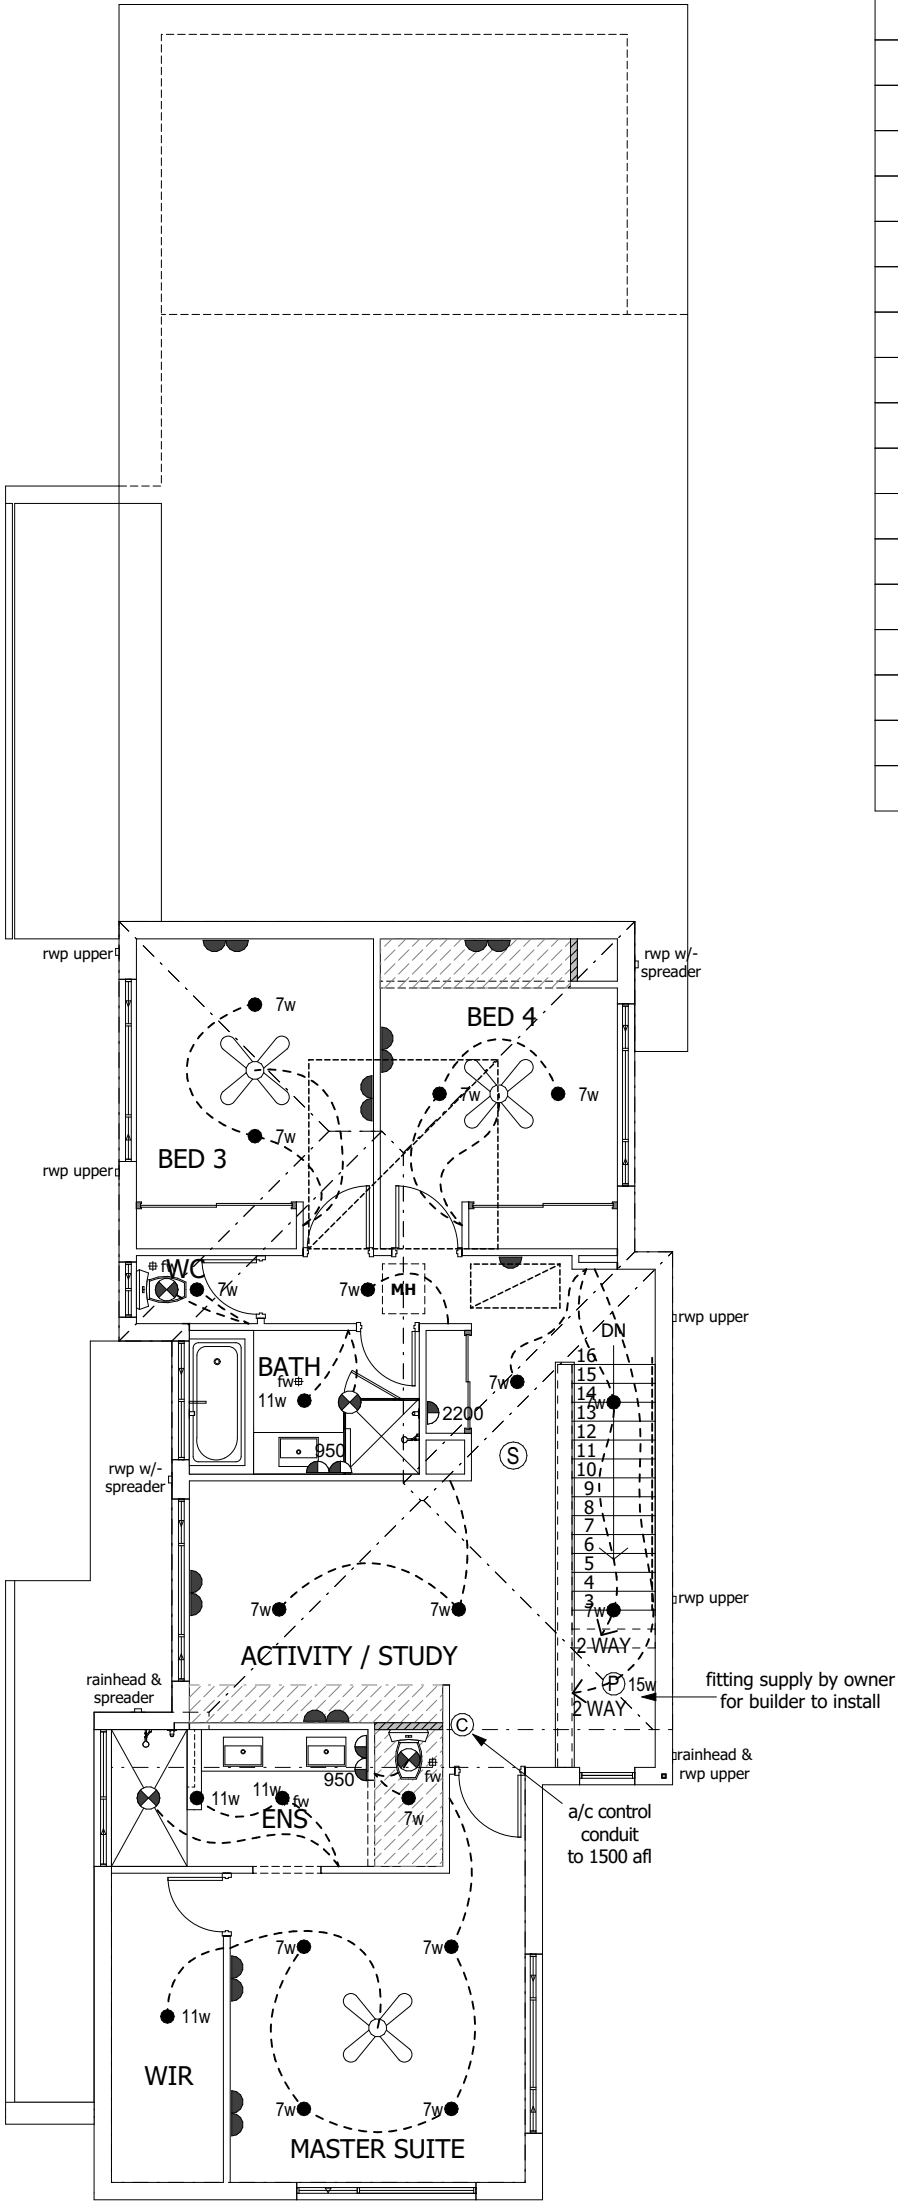 rwp upper
rwp w/-
spreader
7w
BED 4
7w
7w
7w
BED 3
rwp upper
fw
WC
7w
7w
MH
rwp upper
DN
BATH
fw
11w
7w
2200
950
S
16
15
14
7w
13
12
11
10
9
8
7
6
5
4
3
7w
rwp w/-
spreader
7w
7w
rwp upper
2 WAY
ACTIVITY / STUDY
P
15w
2 WAY
fitting supply by owner
for builder to install
rainhead &
spreader
C
rainhead &
rwp upper
950
fw
11w
11w
fw
ENS
7w
a/c control
conduit
to 1500 afl
7w
7w
11w
WIR
7w
7w
MASTER SUITE